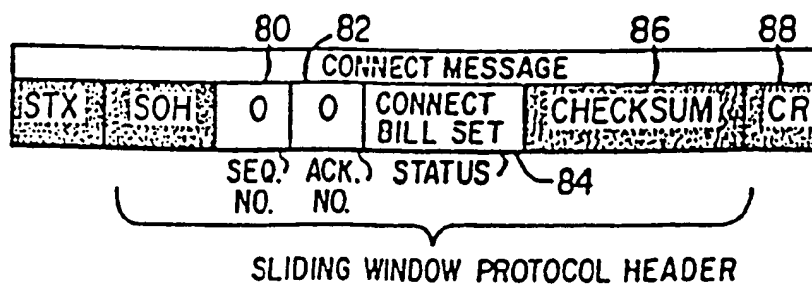 80 82 86 88
CONNECT MESSAGE
STX SOH 0 0 CONNECT BILL SET CHECKSUM CR
SEQ. NO. ACK. NO. STATUS 84
SLIDING WINDOW PROTOCOL HEADER